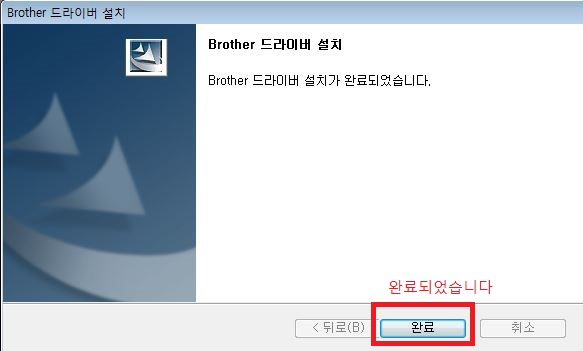 Brother 드라이버 설치
Brother 드라이버 설치
Brother 드라이버 설치가 완료되었습니다.
완료되었습니다
< 뒤로(B)
완료
취소